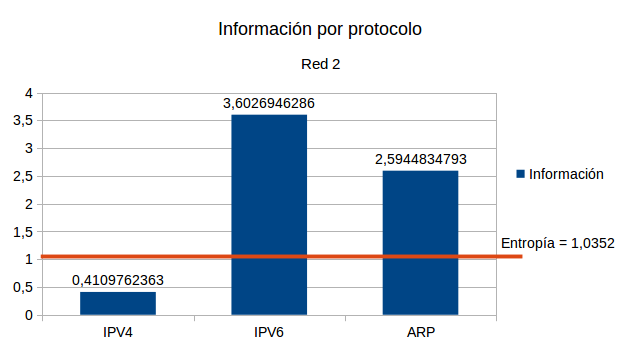 Información por protocolo
Red 2
4
3,5
3
2,5
2
1,5
1
0,5
0
0,4109762363
3,6026946286
2,5944834793
IPV4
IPV6
ARP
Información
Entropía = 1,0352